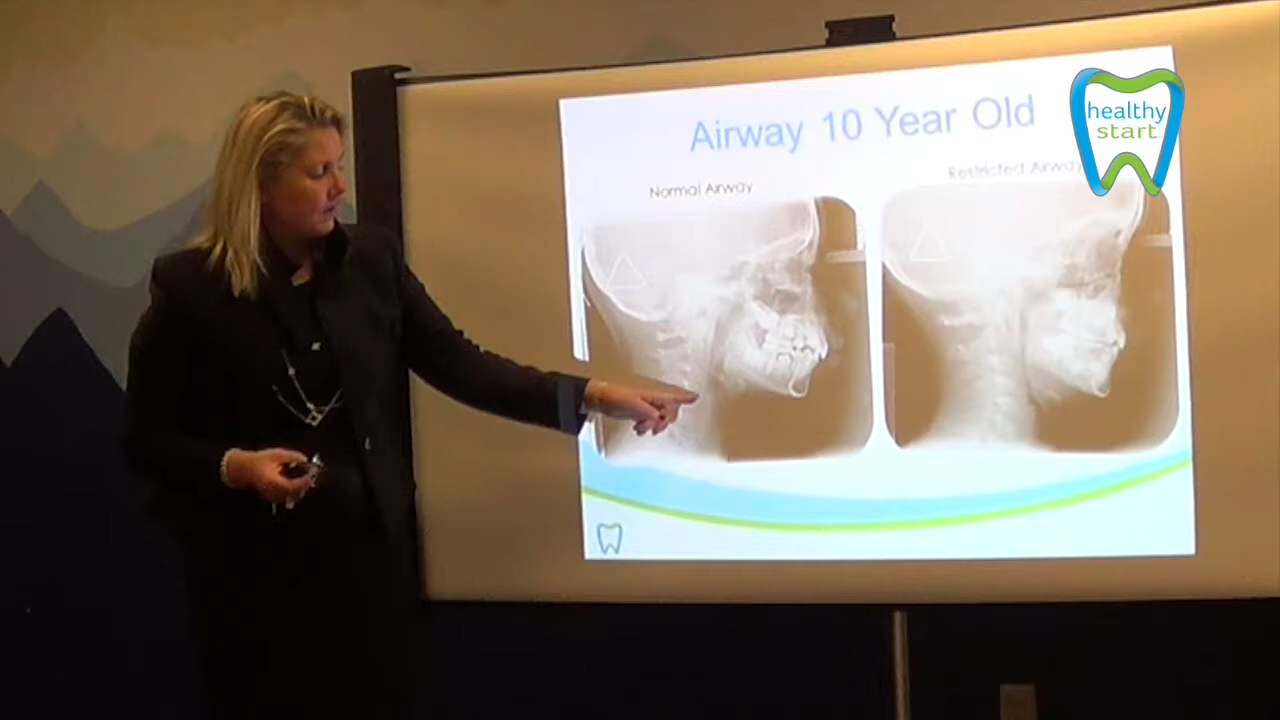 Airway 10 Year Old
healthy
start
Normal Airway
Restricted Airway